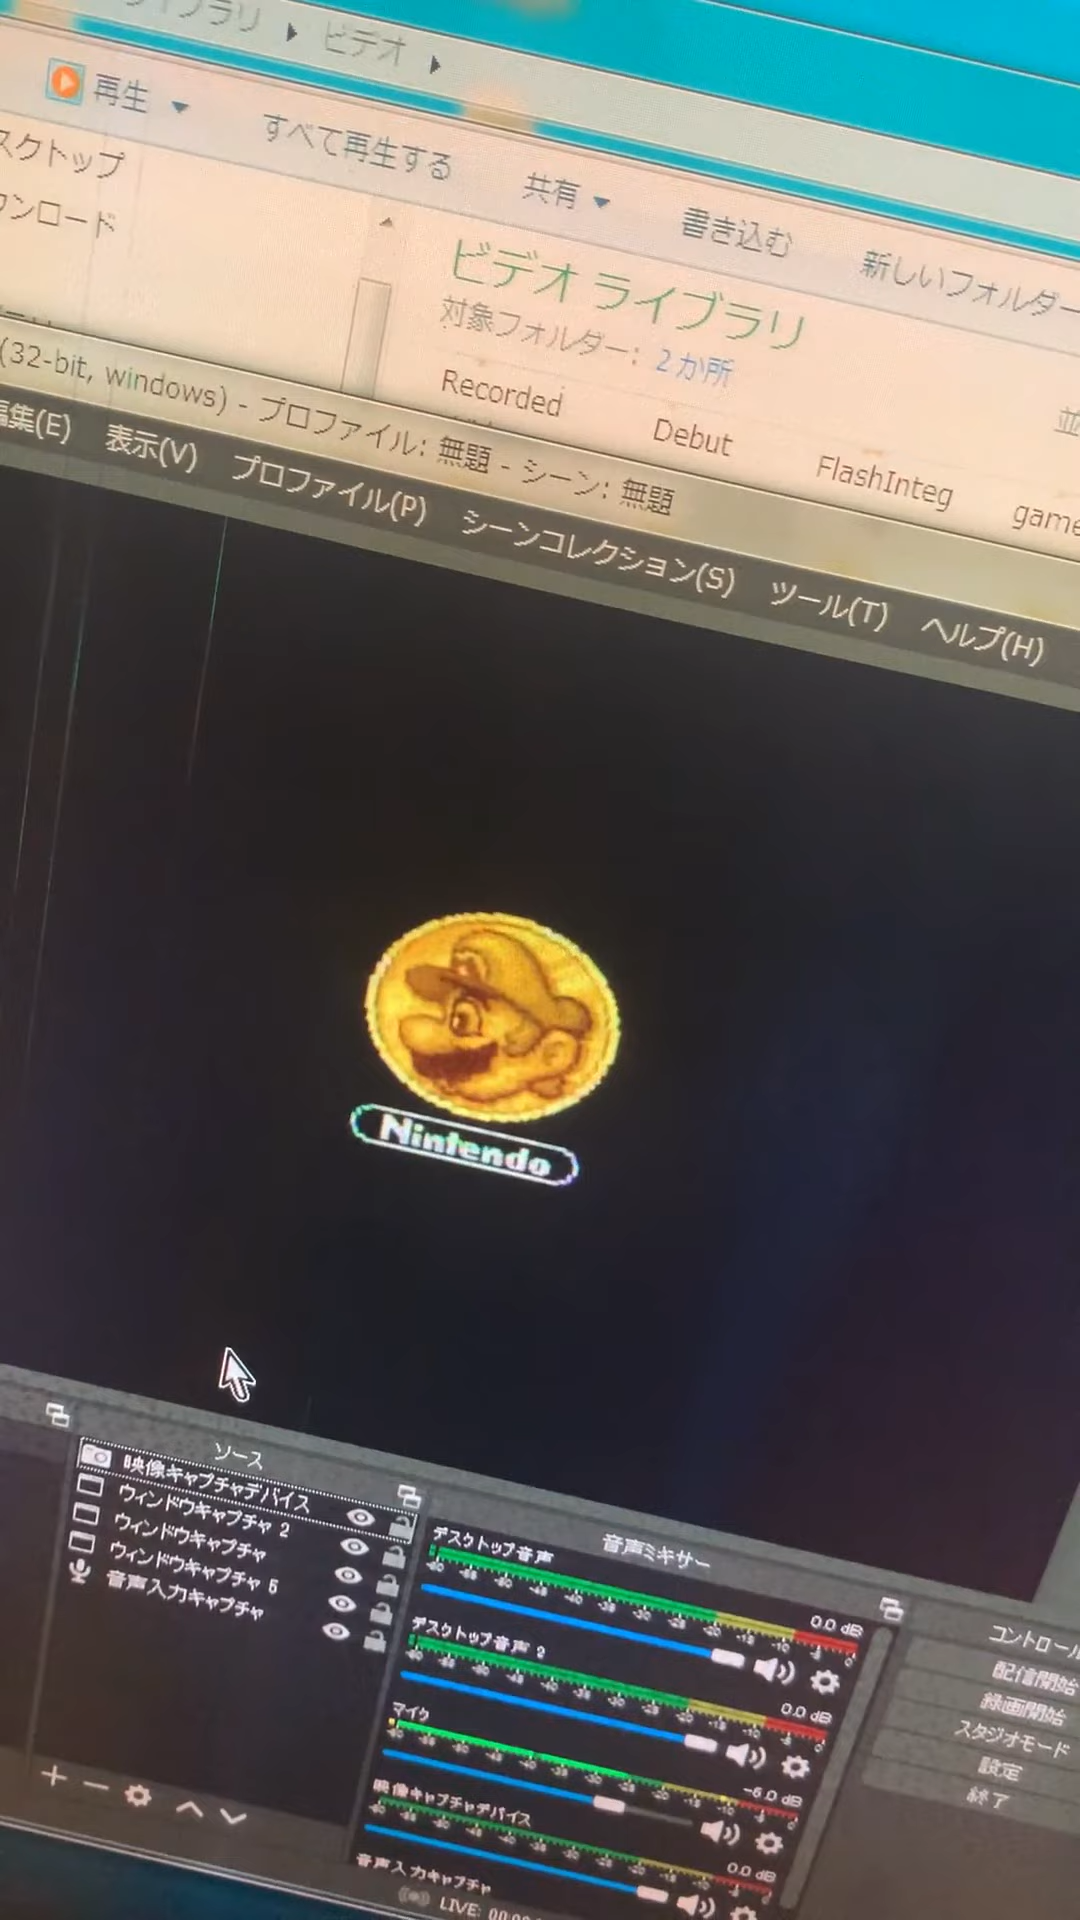 ライブラリ ▶ ビデオ ▶
再生 ▼ すべて再生する 共有 ▼ 書き込む 新しいフォルダー
スクトップ
ウンロード
ビデオ ライブラリ
対象フォルダー: 2 か所
Recorded Debut FlashInteg game
(32-bit, windows) - プロファイル: 無題 - シーン: 無題
編集(E) 表示(V) プロファイル(P) シーンコレクション(S) ツール(T) ヘルプ(H)
Nintendo
ソース
映像キャプチャデバイス
ウィンドウキャプチャ 2
ウィンドウキャプチャ
ウィンドウキャプチャ 5
音声入力キャプチャ
音声ミキサー
デスクトップ音声 0.0 dB
デスクトップ音声 2 0.0 dB
マイク -6.0 dB
映像キャプチャデバイス 0.0 dB
音声入力キャプチャ
コントロール
配信開始
録画開始
スタジオモード
設定
終了
LIVE: 00:00